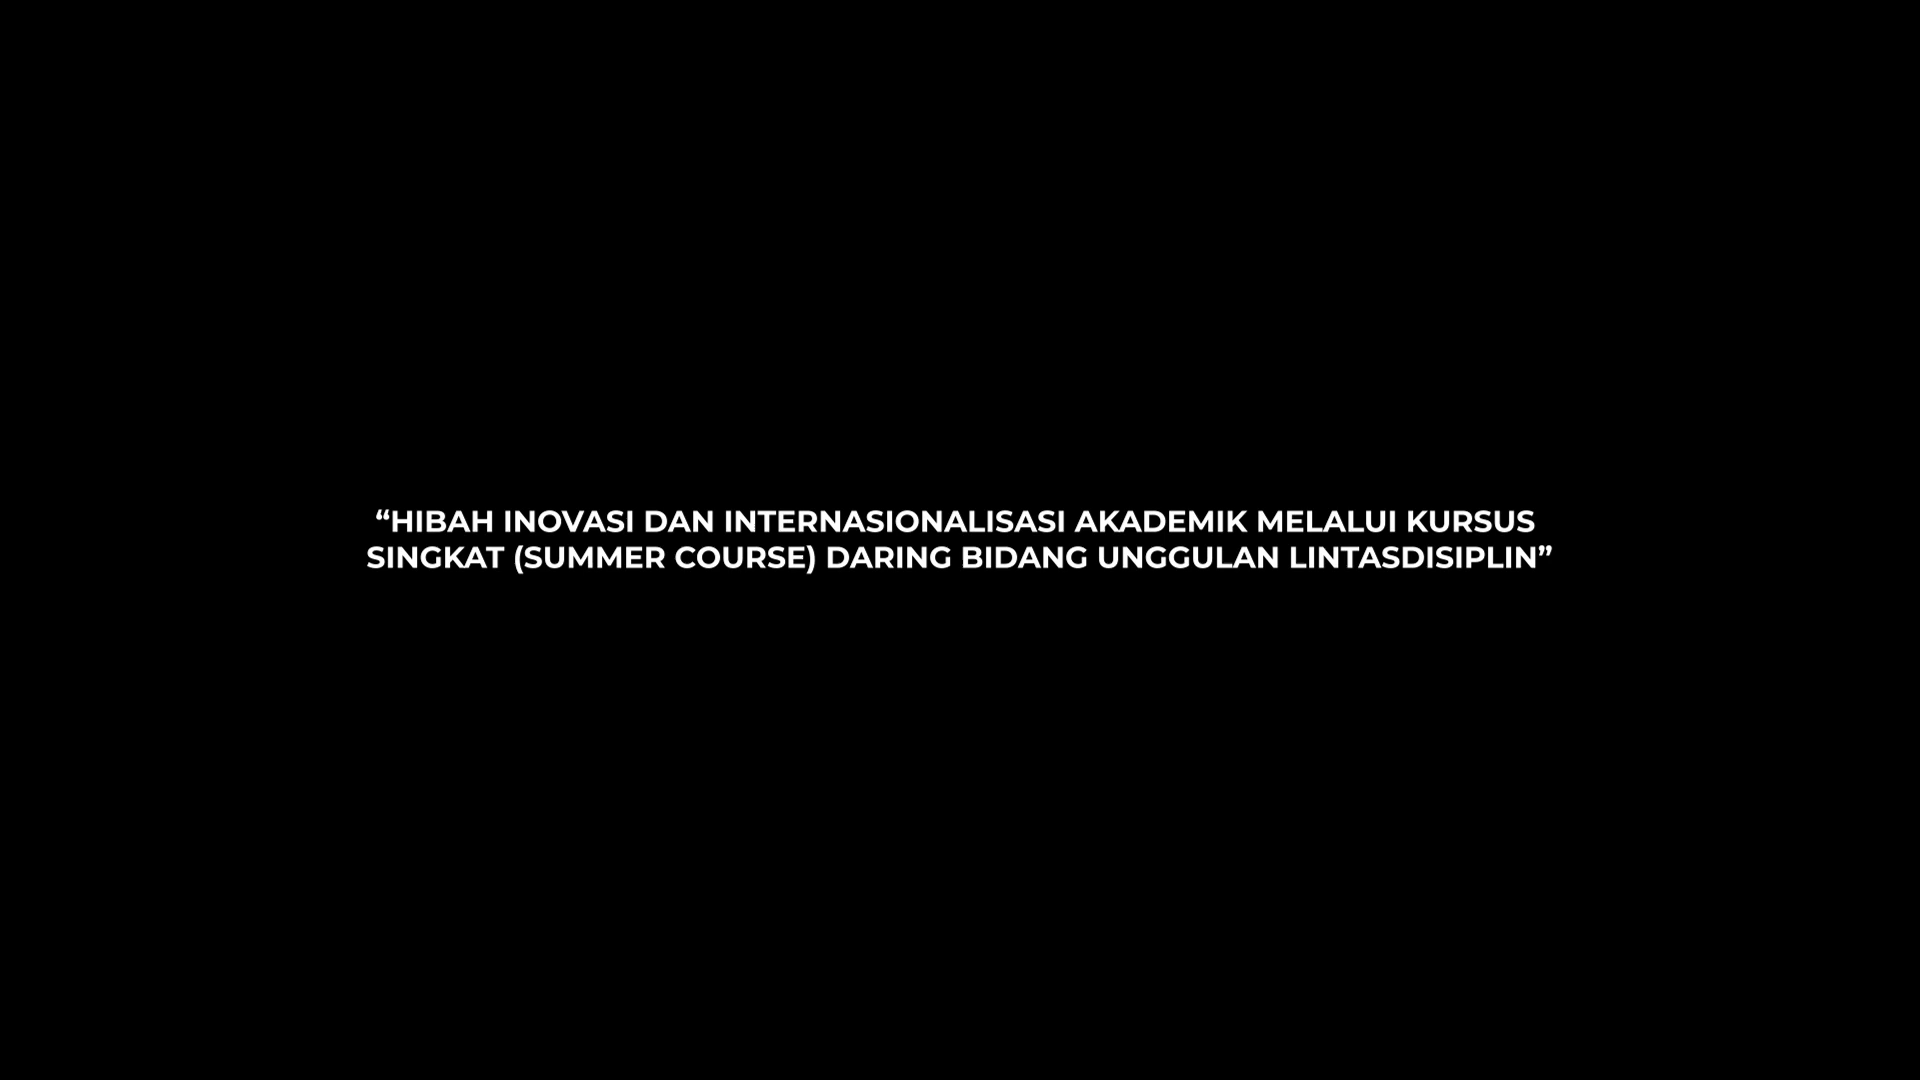 “HIBAH INOVASI DAN INTERNASIONALISASI AKADEMIK MELALUI KURSUS
SINGKAT (SUMMER COURSE) DARING BIDANG UNGGULAN LINTASDISIPLIN”